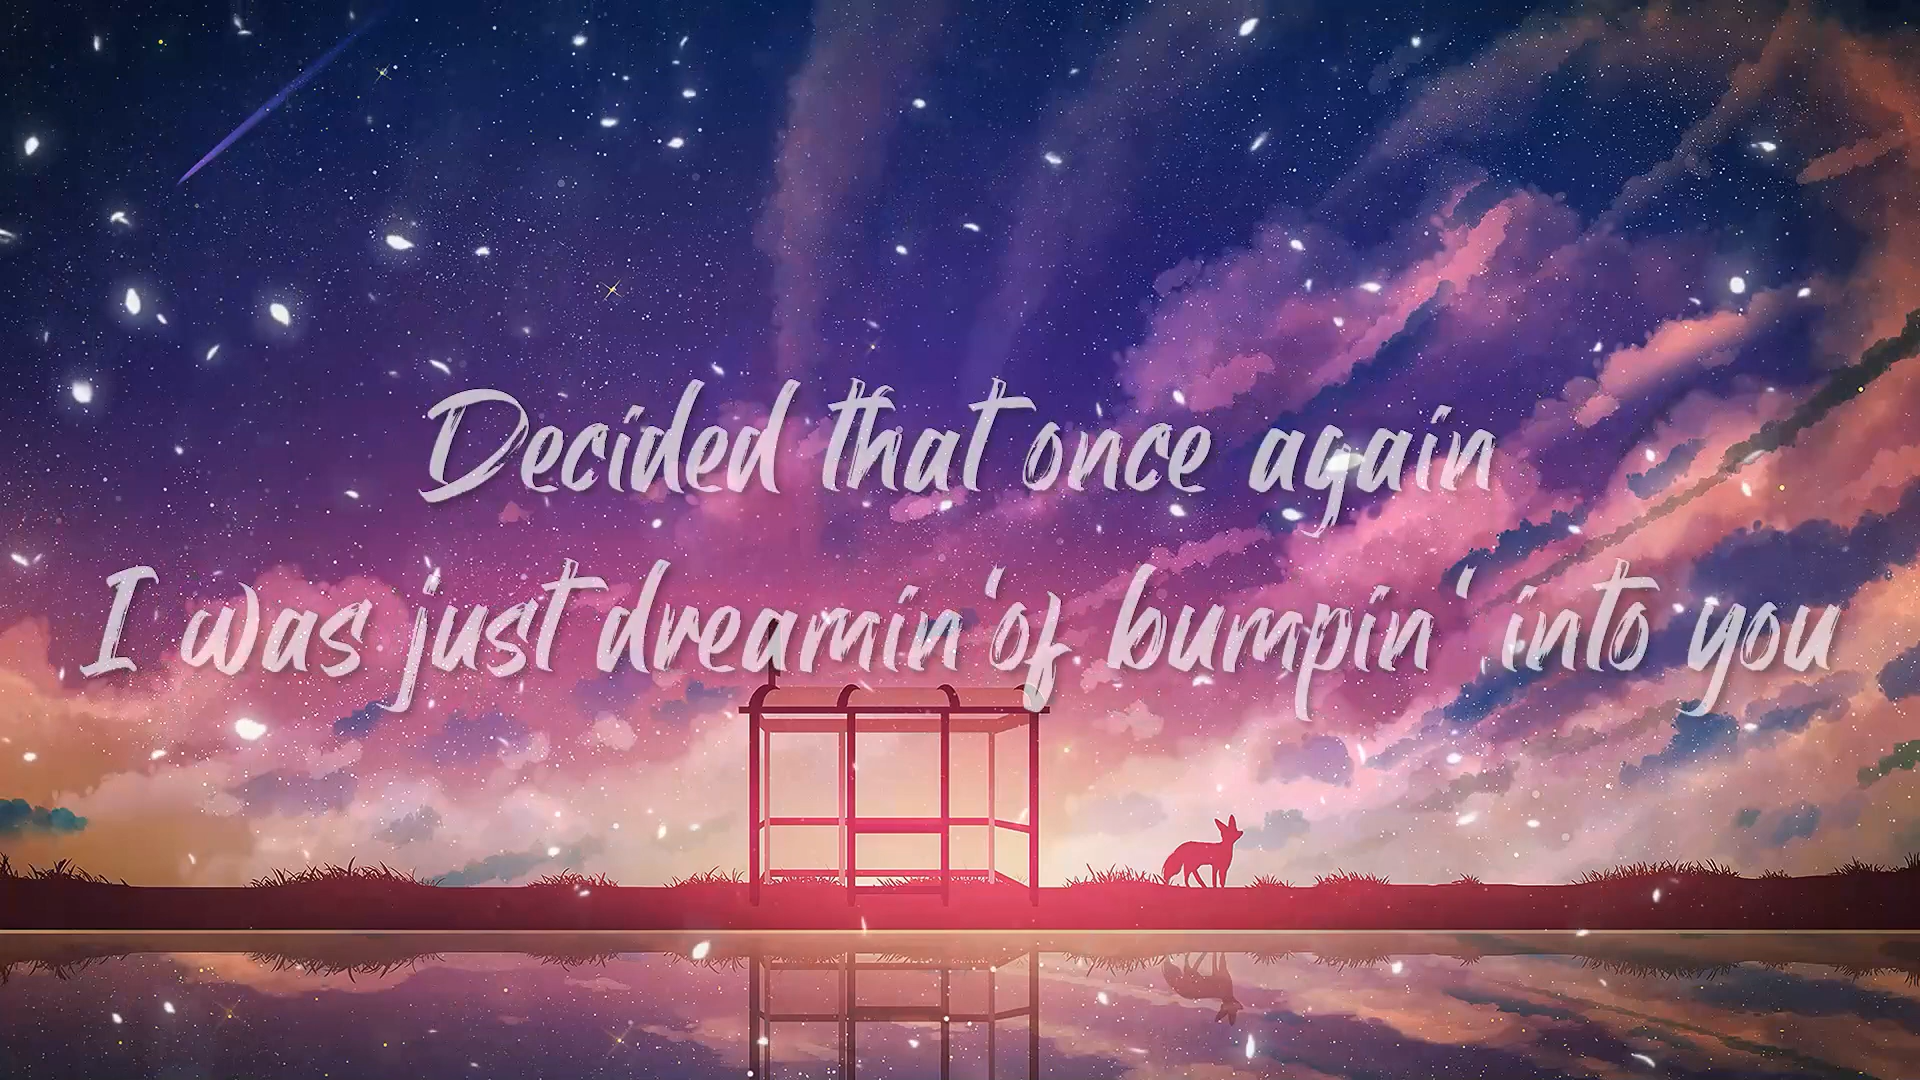 Decided that once again
I was just dreamin‘of bumpin‘ into you